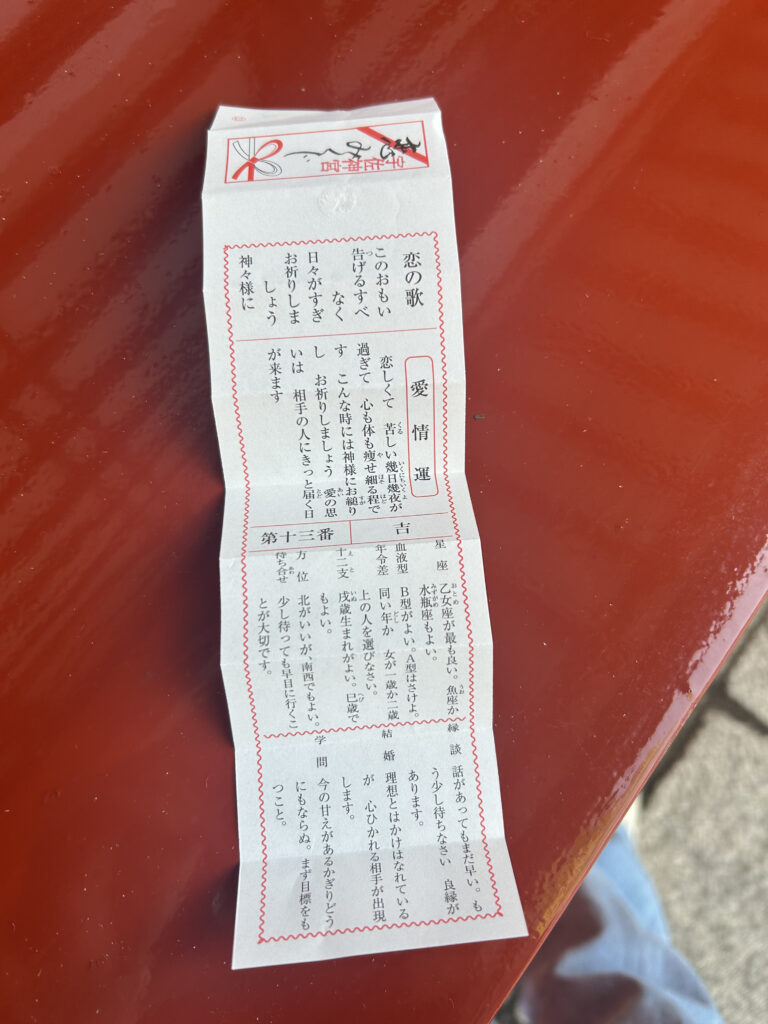 恋みくじ
宇佐神宮
恋の歌
このおもい
告げるすべ
なく
日々がすぎ
お祈りしま
しょう
神々様に
愛情運
恋しくて　苦しい幾日幾夜が
過ぎて　心も体も痩せ細る程で
す　こんな時には神様にお縋り
し　お祈りしましょう　愛の思
いは　相手の人にきっと届く日
が来ます
吉
第十三番
星座　乙女座が最も良い。魚座か
水瓶座もよい。
血液型　B型がよい。A型はさけよ。
年令差　同い年か　女が一歳か二歳
上の人を選びなさい。
十二支　戌歳生まれがよい。巳歳で
もよい。
方位　北がいいが、南西でもよい。
待ち合せ　少し待っても早目に行くこ
とが大切です。
縁談　話があってもまだ早い。も
う少し待ちなさい　良縁が
あります。
結婚　理想とはかけはなれている
が　心ひかれる相手が出現
します。
学問　今の甘えがあるかぎりどう
にもならぬ。まず目標をも
つこと。